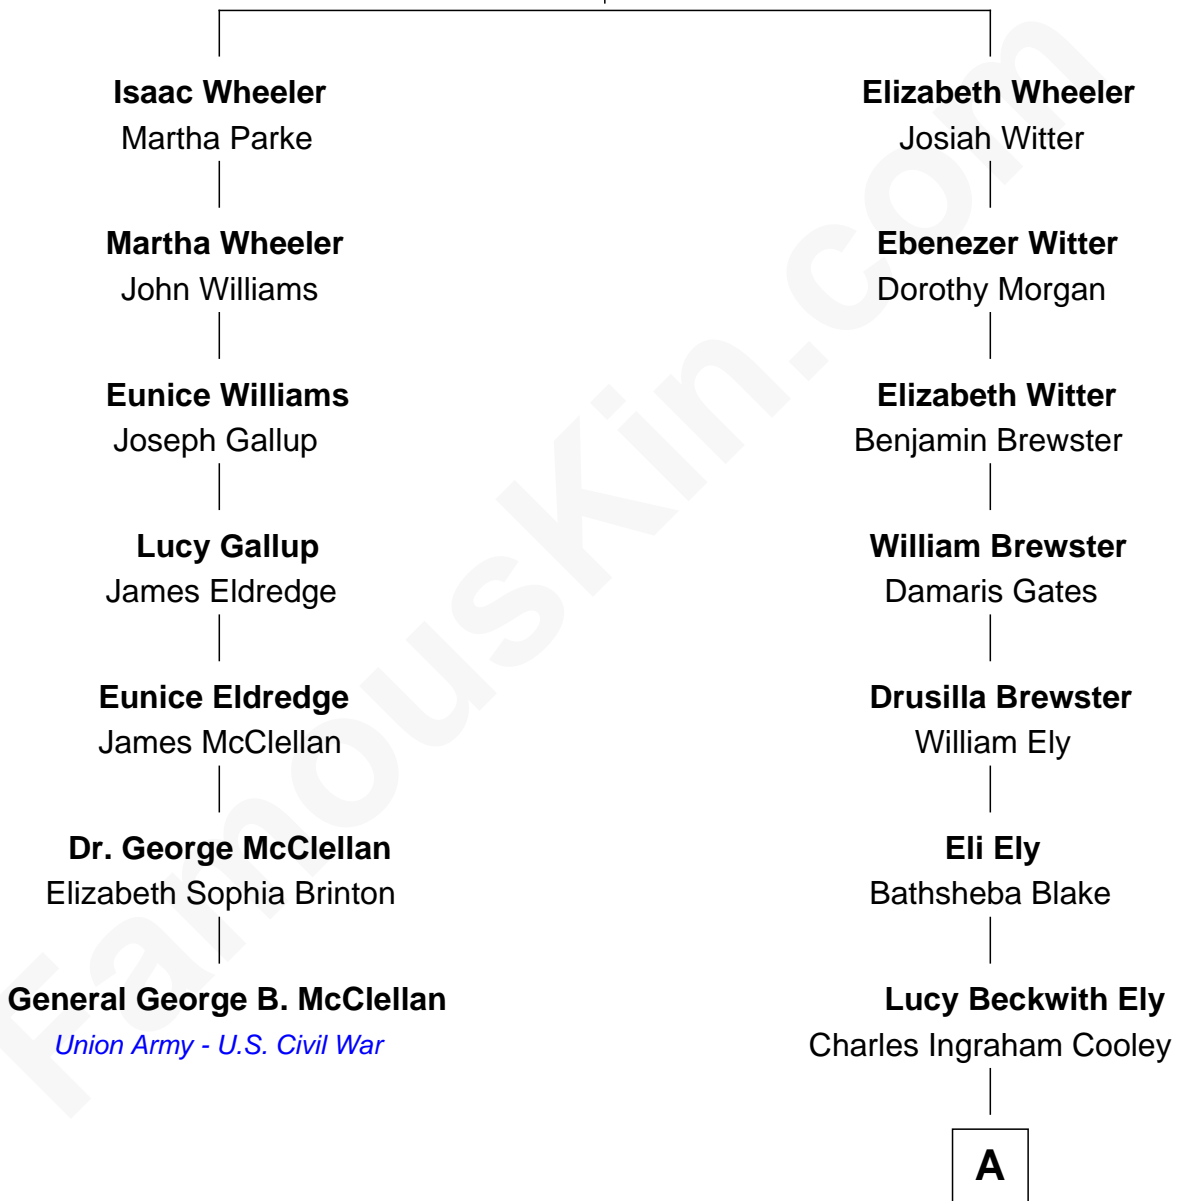 Isaac Wheeler
Martha Parke
Martha Wheeler
John Williams
Eunice Williams
Joseph Gallup
Lucy Gallup
James Eldredge
Eunice Eldredge
James McClellan
Dr. George McClellan
Elizabeth Sophia Brinton
General George B. McClellan
Union Army - U.S. Civil War
Elizabeth Wheeler
Josiah Witter
Ebenezer Witter
Dorothy Morgan
Elizabeth Witter
Benjamin Brewster
William Brewster
Damaris Gates
Drusilla Brewster
William Ely
Eli Ely
Bathsheba Blake
Lucy Beckwith Ely
Charles Ingraham Cooley
A
FamousKin.com